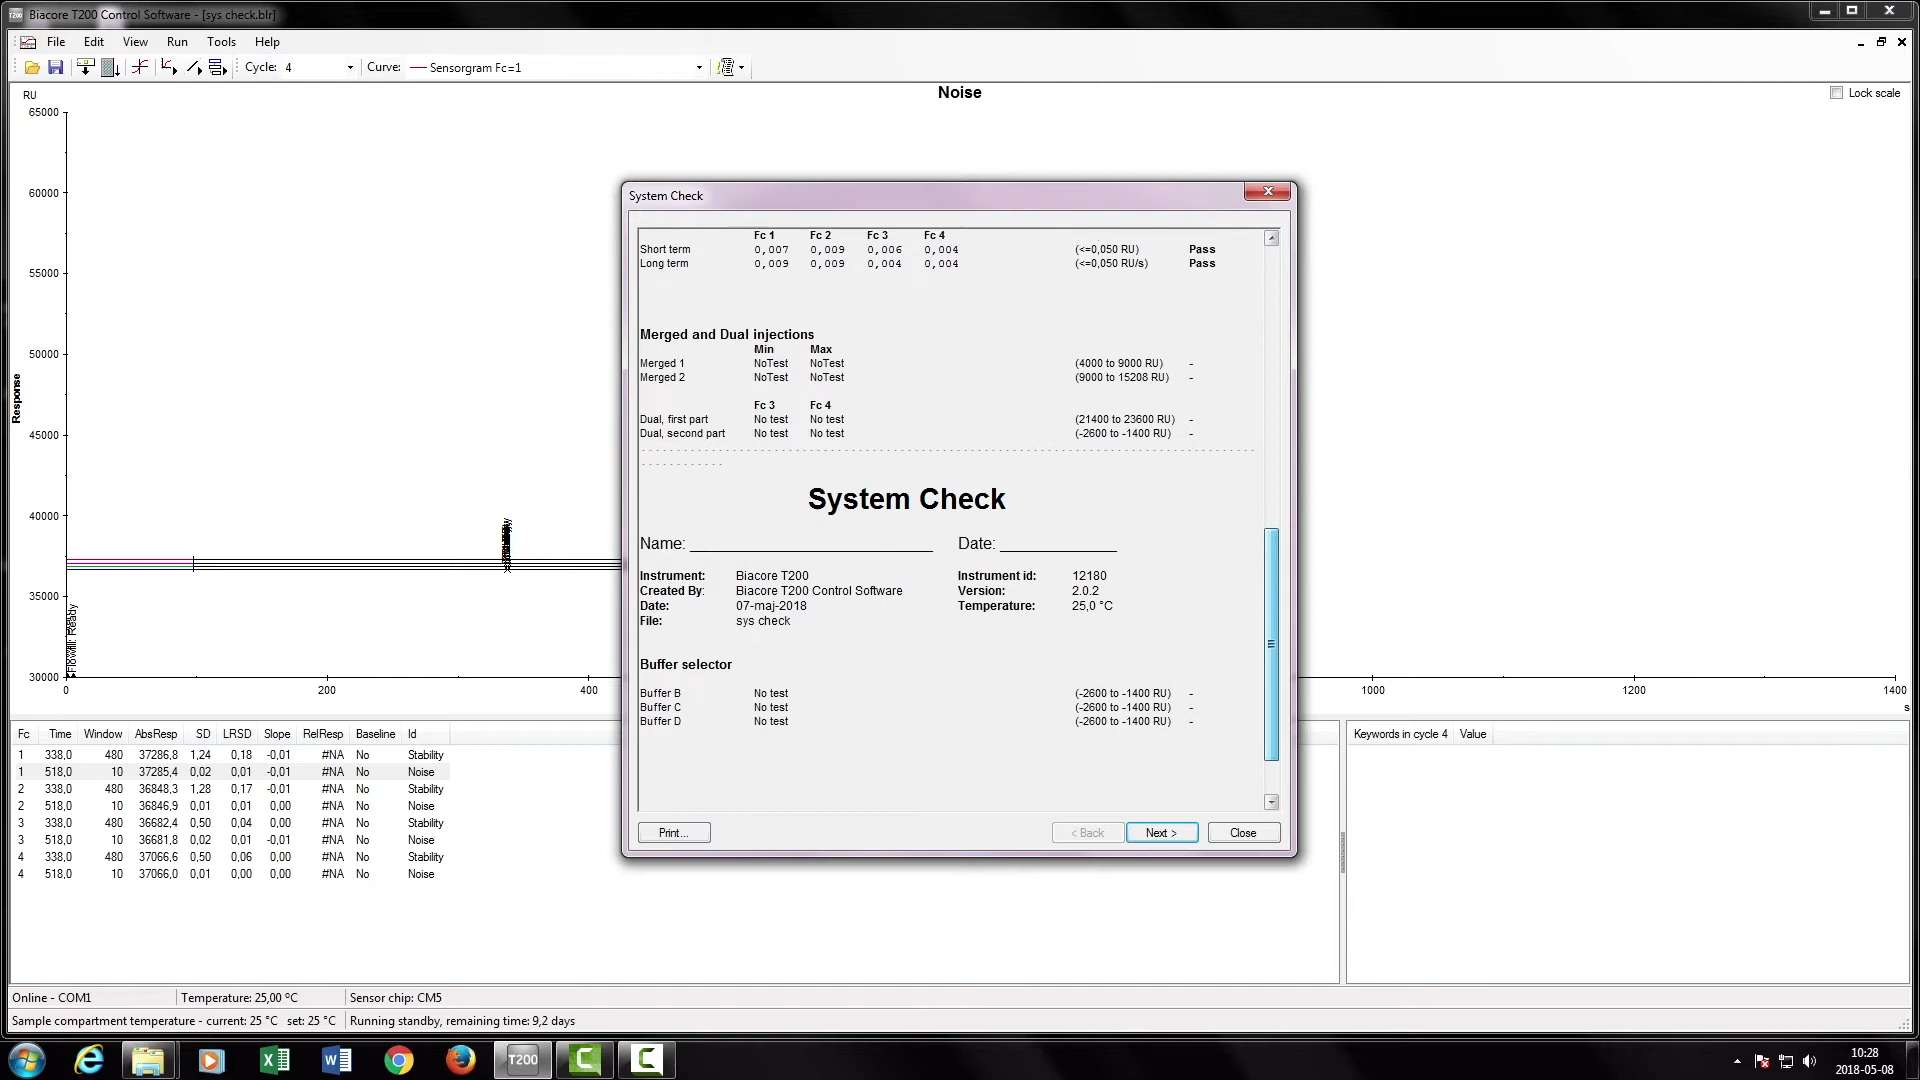 Biacore T200 Control Software - [sys check.blr]
File Edit View Run Tools Help
Cycle: 4 Curve: Sensorgram Fc=1
RU
Noise
Lock scale
65000
60000
55000
50000
45000
40000
35000
30000
Response
Flowrill: Ready
0 200 400 1000 1200 1400
s
System Check
Fc 1 Fc 2 Fc 3 Fc 4
Short term 0,007 0,009 0,006 0,004 (<=0,050 RU) Pass
Long term 0,009 0,009 0,004 0,004 (<=0,050 RU/s) Pass
Merged and Dual injections
Min Max
Merged 1 NoTest NoTest (4000 to 9000 RU) -
Merged 2 NoTest NoTest (9000 to 15208 RU) -
Fc 3 Fc 4
Dual, first part No test No test (21400 to 23600 RU) -
Dual, second part No test No test (-2600 to -1400 RU) -
System Check
Name: Date:
Instrument: Biacore T200 Instrument id: 12180
Created By: Biacore T200 Control Software Version: 2.0.2
Date: 07-maj-2018 Temperature: 25,0 °C
File: sys check
Buffer selector
Buffer B No test (-2600 to -1400 RU) -
Buffer C No test (-2600 to -1400 RU) -
Buffer D No test (-2600 to -1400 RU) -
Print... < Back Next > Close
Fc Time Window AbsResp SD LRSD Slope RelResp Baseline Id
1 338,0 480 37286,8 1,24 0,18 -0,01 #NA No Stability
1 518,0 10 37285,4 0,02 0,01 -0,01 #NA No Noise
2 338,0 480 36848,3 1,28 0,17 -0,01 #NA No Stability
2 518,0 10 36846,9 0,01 0,01 0,00 #NA No Noise
3 338,0 480 36682,4 0,50 0,04 0,00 #NA No Stability
3 518,0 10 36681,8 0,02 0,01 -0,01 #NA No Noise
4 338,0 480 37066,6 0,50 0,06 0,00 #NA No Stability
4 518,0 10 37066,0 0,01 0,00 0,00 #NA No Noise
Keywords in cycle 4 Value
Online - COM1 Temperature: 25,00 °C Sensor chip: CM5
Sample compartment temperature - current: 25 °C set: 25 °C Running standby, remaining time: 9,2 days
T200
10:28
2018-05-08